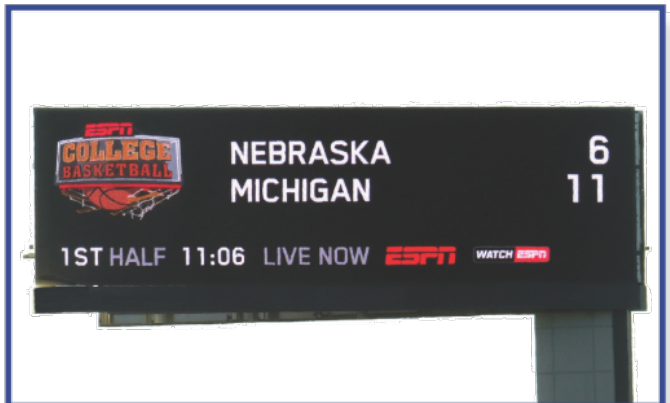 ESPN
COLLEGE
BASKETBALL
NEBRASKA 6
MICHIGAN 11
1ST HALF 11:06 LIVE NOW ESPN WATCH ESPN